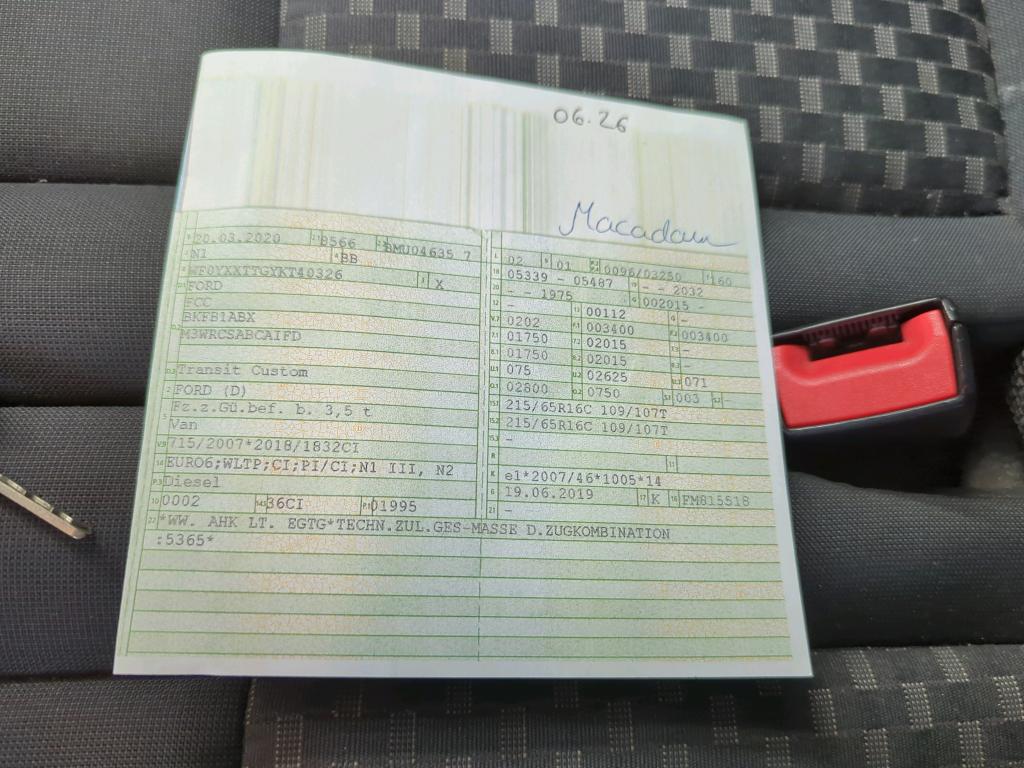 06.26
Macadam
20.03.2020 8566 BMU04635 7
N1 BB
WF0YXXTTGYKT40326 X
FORD
FCC
BKFB1ABX
M3WRCSABCAIFD
Transit Custom
FORD (D)
Fz.z.Gü.bef. b. 3,5 t
Van
715/2007*2018/1832CI
EURO6;WLTP;CI;PI/CI;N1 III, N2
Diesel
0002 36CI 01995
02 01 0096/03250 160
05339 - 05487 - - 2032
- - 1975 002015 -
- 00112 -
0202 003400 003400
01750 02015 -
01750 02015 -
075 02625 071
02800 0750 003 -
215/65R16C 109/107T
215/65R16C 109/107T
-
e1*2007/46*1005*14
19.06.2019 K FM815518
-
*WW. AHK LT. EGTG*TECHN.ZUL.GES-MASSE D.ZUGKOMBINATION
:5365*